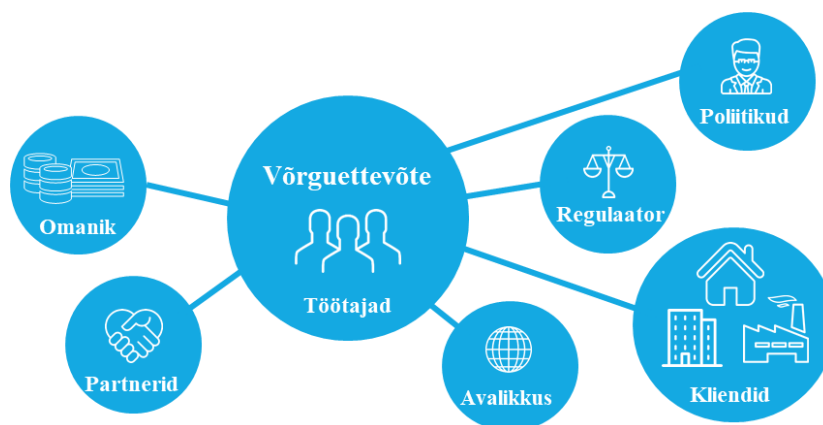 Poliitikud
Võrguettevõte
Regulaator
Omanik
Töötajad
Partnerid
Avalikkus
Kliendid